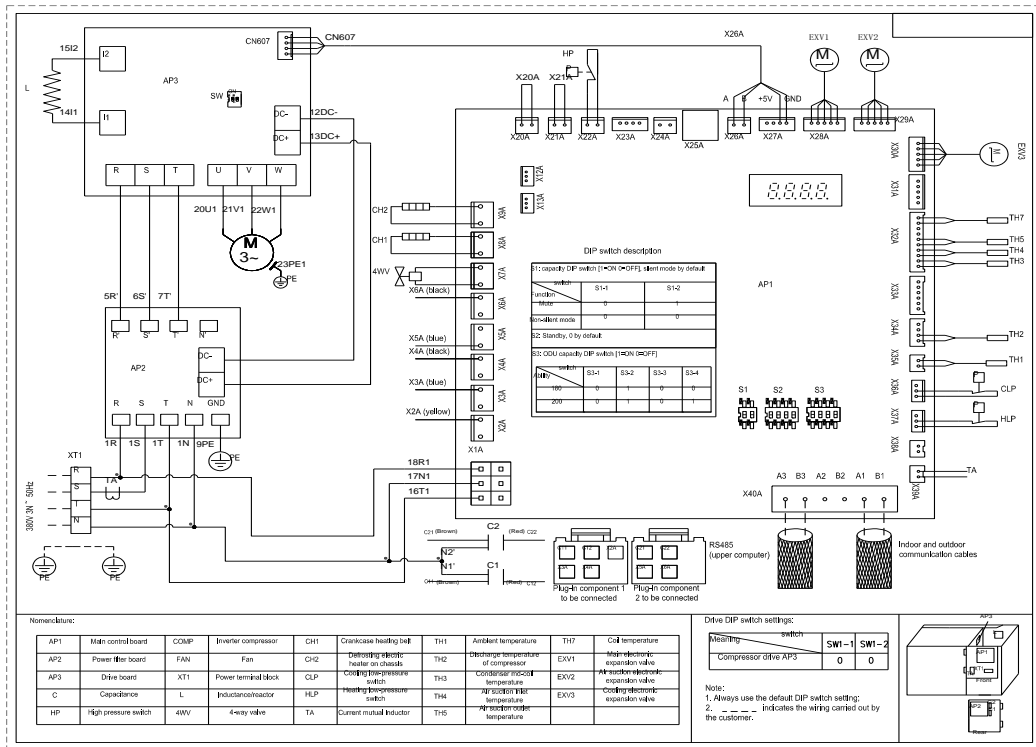 CN607
CN607
X26A
EXV1
EXV2
15I2
I2
M
M
HP
P
L
AP3
SW
X20A
X21A
A
B
+5V
GND
14I1
I1
DC-
12DC-
DC+
13DC+
X20A
X21A
X22A
X23A
X24A
X25A
X26A
X27A
X28A
X29A
X30A
M
EXV3
X12A
X13A
X31A
8.8.8.8.
R
S
T
U
V
W
20U1
21V1
22W1
CH2
X9A
X32A
TH7
TH5
TH4
TH3
M
3~
CH1
X8A
DIP switch description
23PE1
PE
4WV
X7A
S1: capacity DIP switch [1=ON 0=OFF], silent mode by default
switch
Function
S1-1
S1-2
Mute
0
1
Non-silent mode
0
0
S2: Standby, 0 by default
S3: ODU capacity DIP switch [1=ON 0=OFF]
switch
Ability
S3-1
S3-2
S3-3
S3-4
160
0
1
0
0
200
0
1
0
1
AP1
X33A
5R'
6S'
7T'
X6A (black)
X6A
X5A (blue)
X5A
X4A (black)
X4A
X3A (blue)
X3A
X2A (yellow)
X2A
X34A
TH2
X35A
TH1
R'
S'
T'
N'
DC-
DC+
AP2
X36A
P
CLP
S1
S2
S3
X37A
P
HLP
R
S
T
N
GND
1R
1S
1T
1N
9PE
PE
X38A
X1A
XT1
R
S
T
N
TA
380V 3N ~ 50Hz
18R1
17N1
16T1
X40A
A3
B3
A2
B2
A1
B1
X39A
TA
PE
PE
C21 (Brown)
C2
(Red) C22
N2'
N1'
C11 (Brown)
C1
(Red) C12
C11
C12
X2A
X3A
X4A
C21
C22
X5A
X6A
Plug-in component 1
to be connected
Plug-in component
2 to be connected
RS485
(upper computer)
Indoor and outdoor
communication cables
Nomenclature:
AP1 Main control board COMP Inverter compressor CH1 Crankcase heating belt TH1 Ambient temperature TH7 Coil temperature
AP2 Power filter board FAN Fan CH2 Defrosting electric heater on chassis TH2 Discharge temperature of compressor EXV1 Main electronic expansion valve
AP3 Drive board XT1 Power terminal block CLP Cooling low-pressure switch TH3 Condenser mid-coil temperature EXV2 Air suction electronic expansion valve
C Capacitance L Inductance/reactor HLP Heating low-pressure switch TH4 Air suction inlet temperature EXV3 Cooling electronic expansion valve
HP High pressure switch 4WV 4-way valve TA Current mutual inductor TH5 Air suction outlet temperature
Drive DIP switch settings:
switch
Meaning
SW1-1
SW1-2
Compressor drive AP3
0
0
Note:
1. Always use the default DIP switch setting;
2. _ _ _ _ indicates the wiring carried out by
the customer.
AP3
AP1
XT1
Front
AP2
Rear